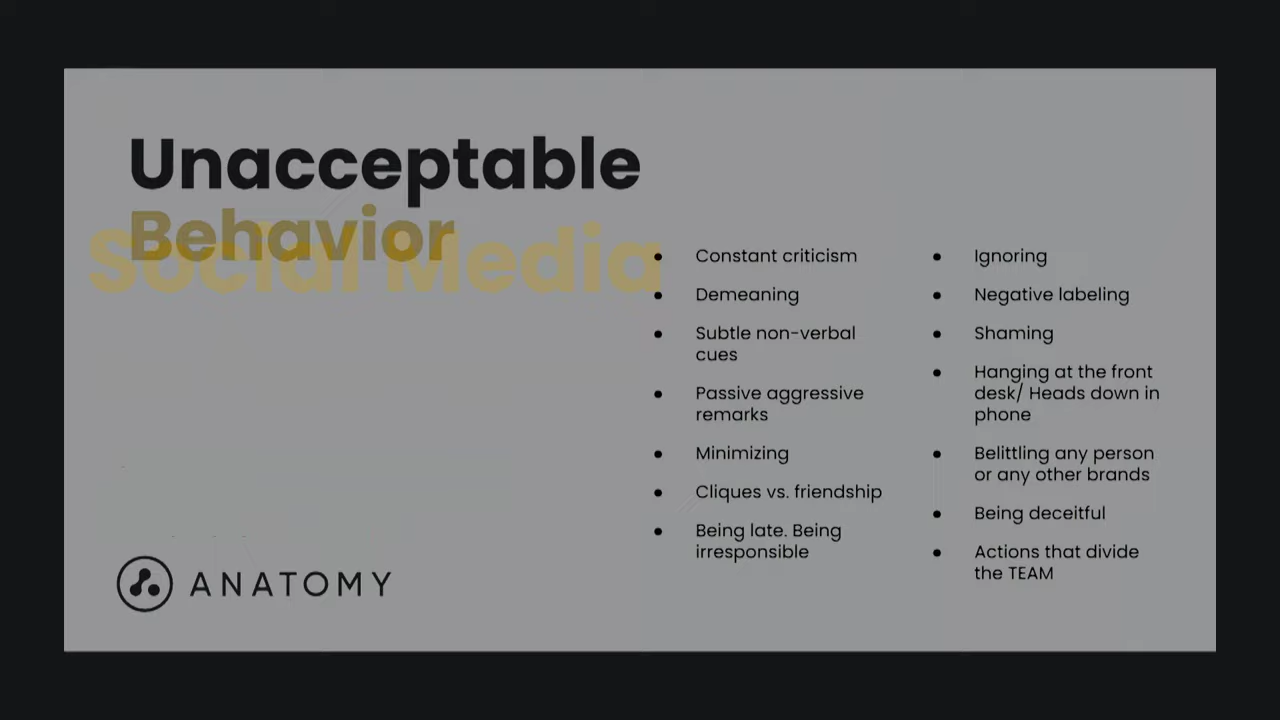 Unacceptable
Behavior
Social Media
• Constant criticism
• Demeaning
• Subtle non-verbal
cues
• Passive aggressive
remarks
• Minimizing
• Cliques vs. friendship
• Being late. Being
irresponsible
• Ignoring
• Negative labeling
• Shaming
• Hanging at the front
desk/ Heads down in
phone
• Belittling any person
or any other brands
• Being deceitful
• Actions that divide
the TEAM
ANATOMY